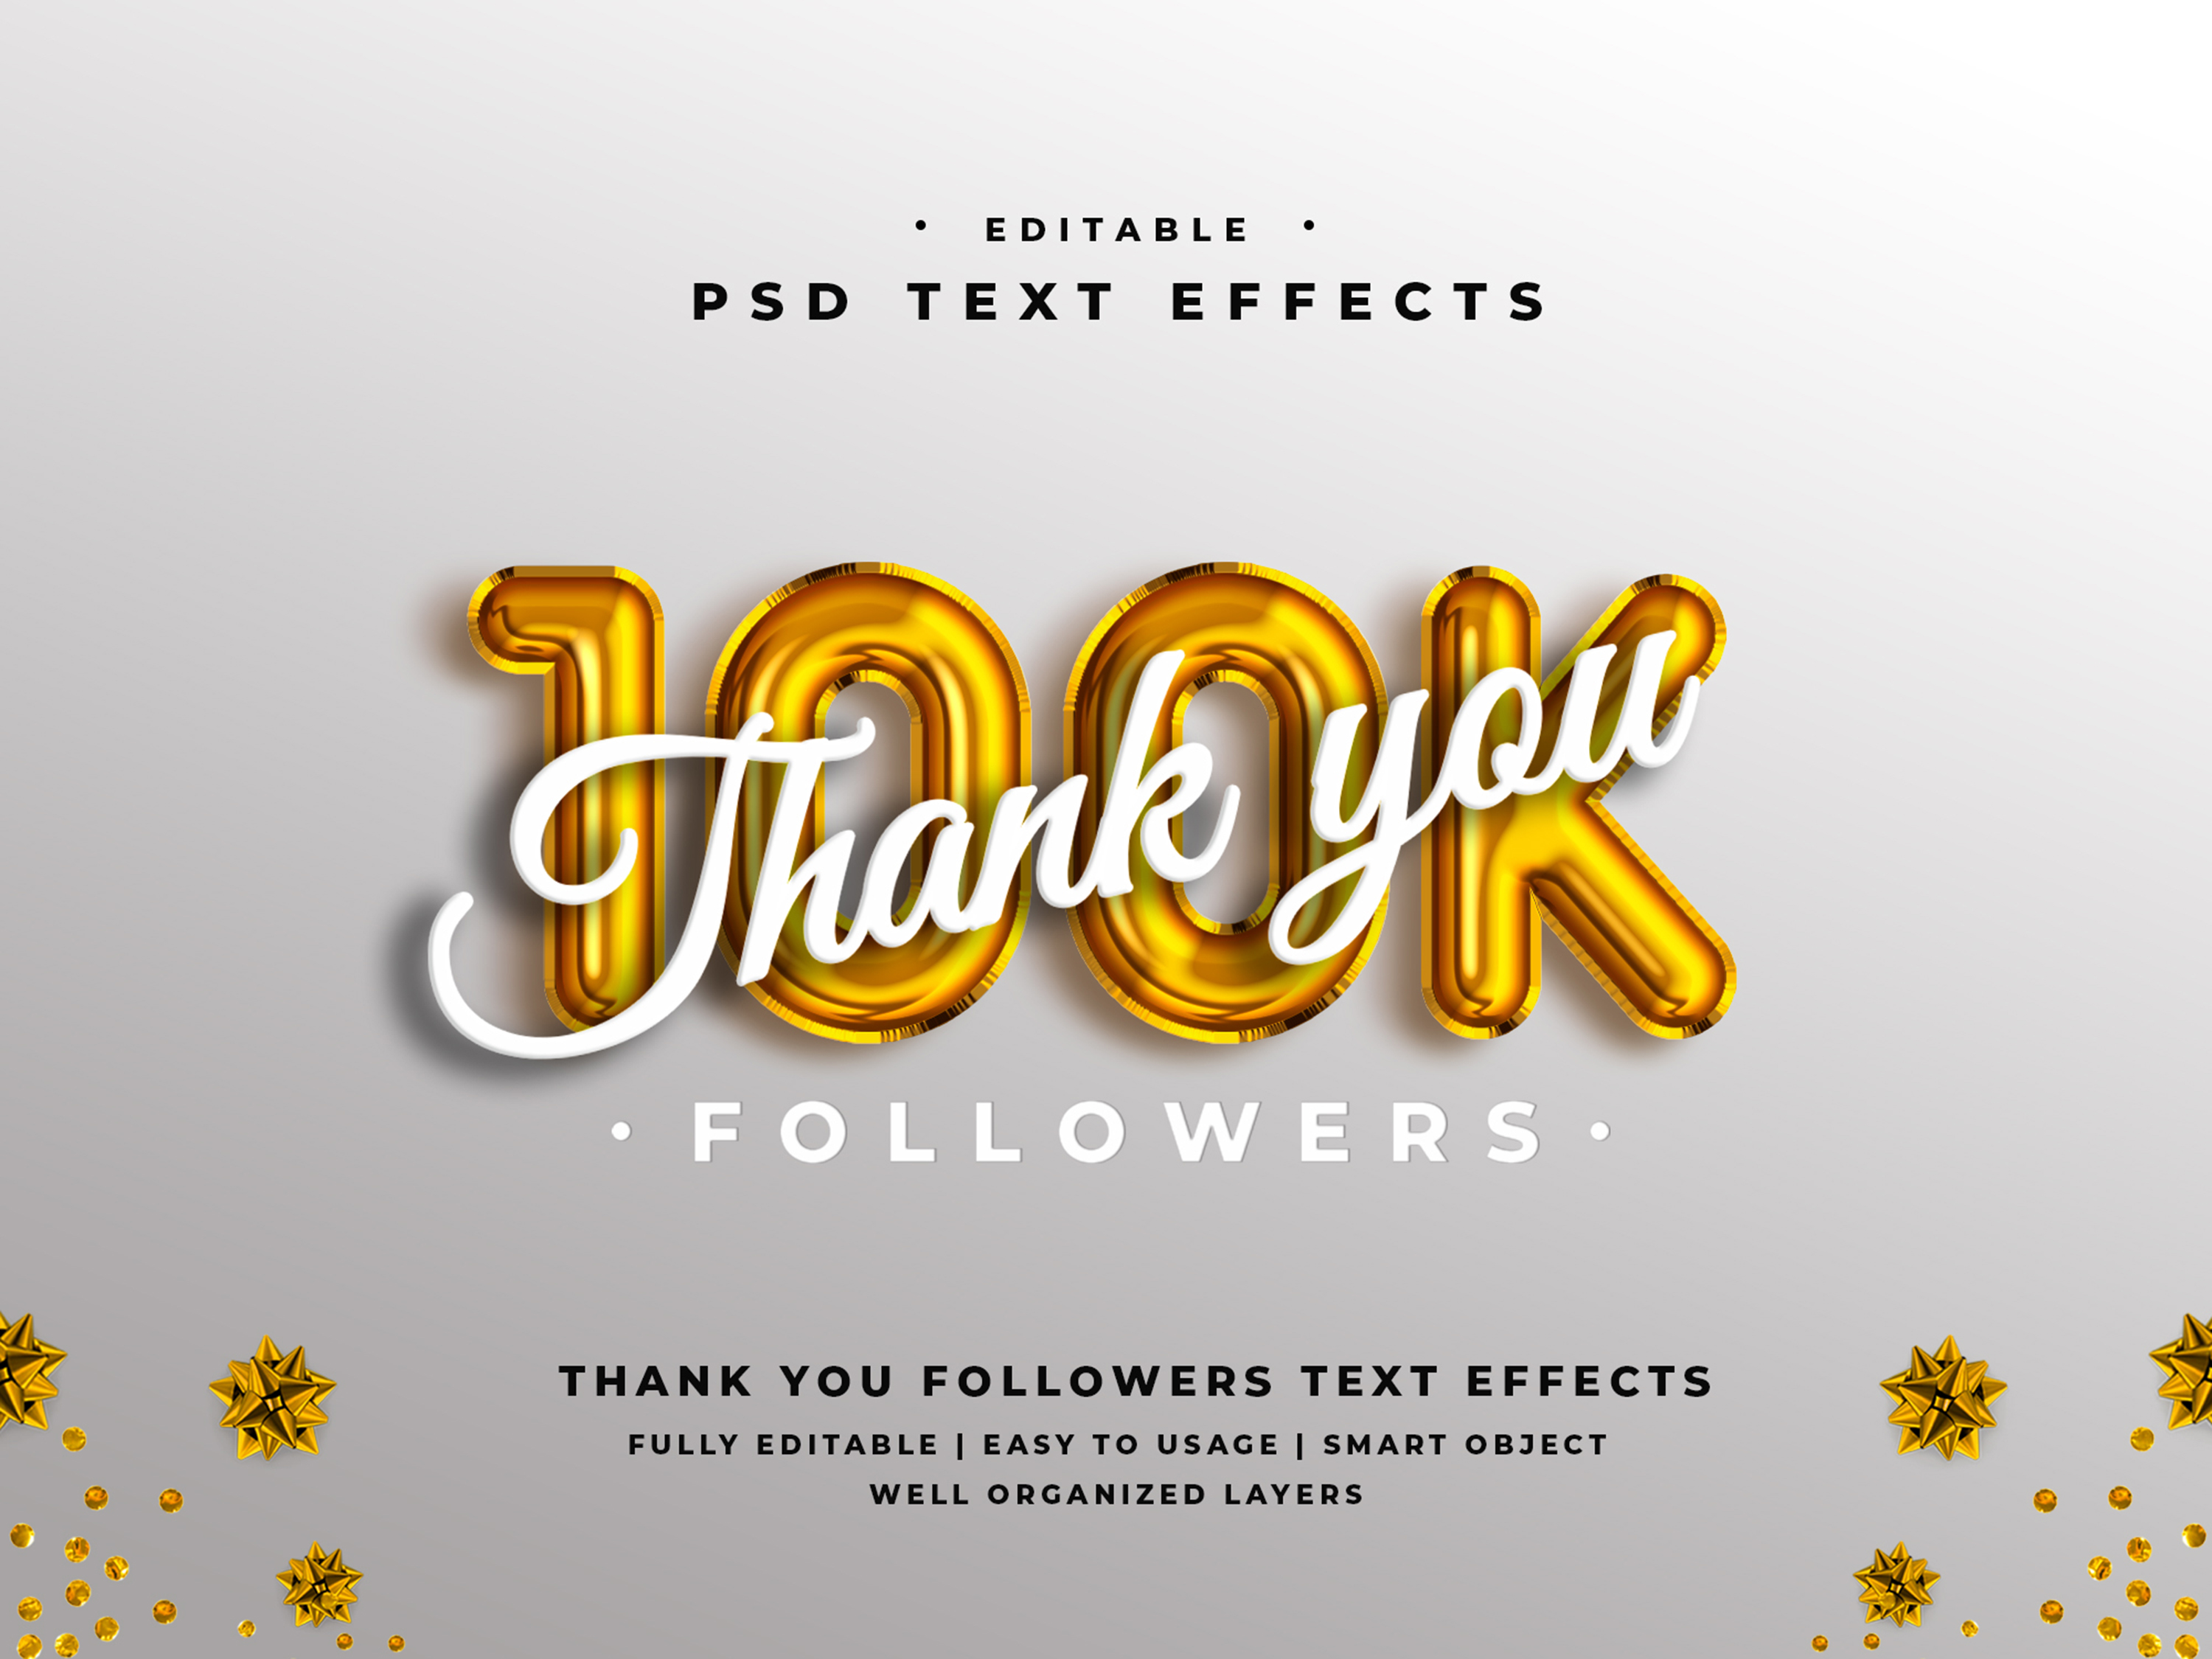 • EDITABLE •
PSD TEXT EFFECTS
100K
Thank you
• FOLLOWERS •
THANK YOU FOLLOWERS TEXT EFFECTS
FULLY EDITABLE | EASY TO USAGE | SMART OBJECT
WELL ORGANIZED LAYERS